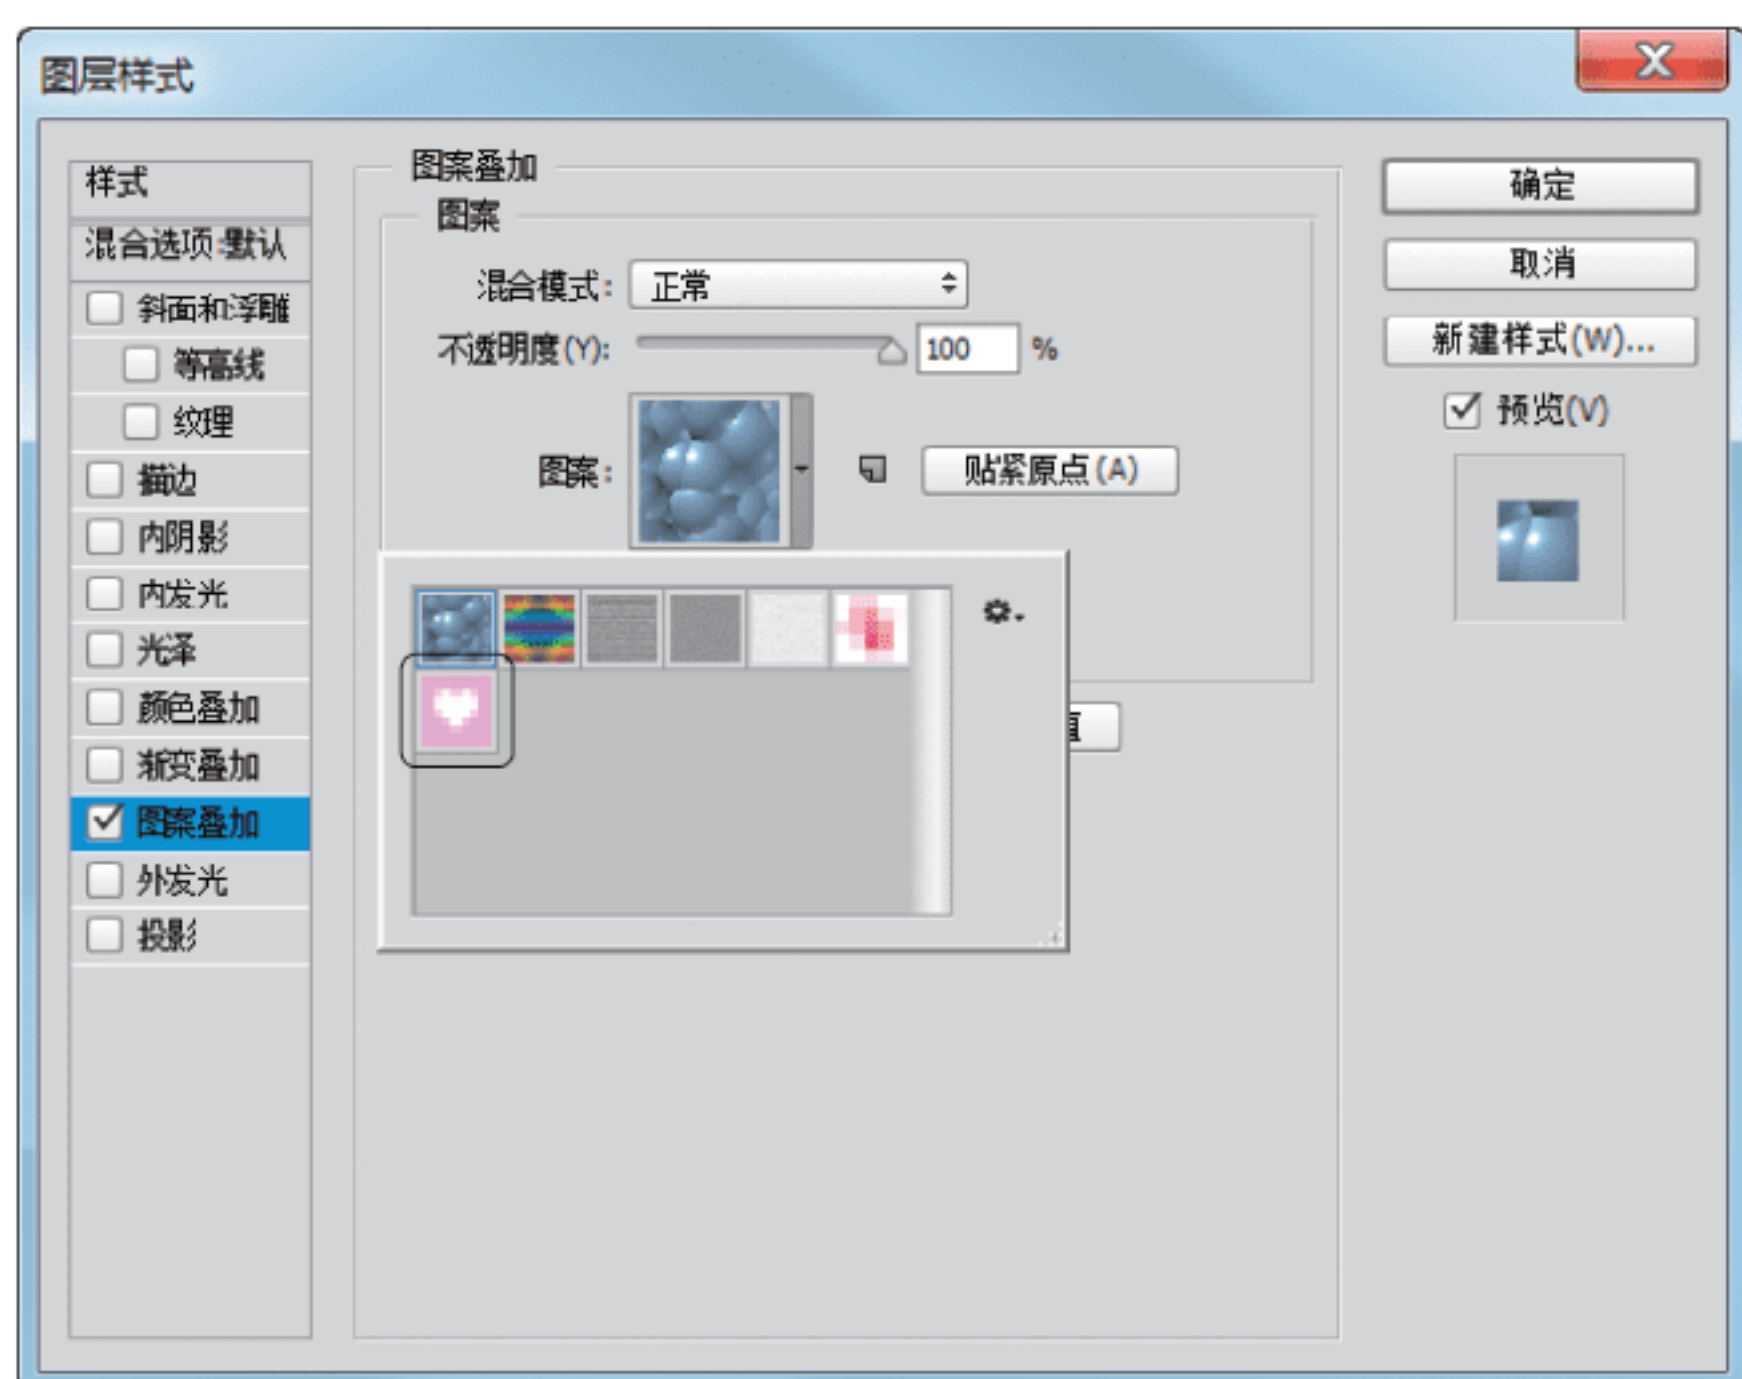 图层样式
样式
混合选项:默认
斜面和浮雕
等高线
纹理
描边
内阴影
内发光
光泽
颜色叠加
渐变叠加
图案叠加
外发光
投影
图案叠加
图案
混合模式: 正常
不透明度(Y): 100 %
图案: 贴紧原点(A)
确定
取消
新建样式(W)...
预览(V)